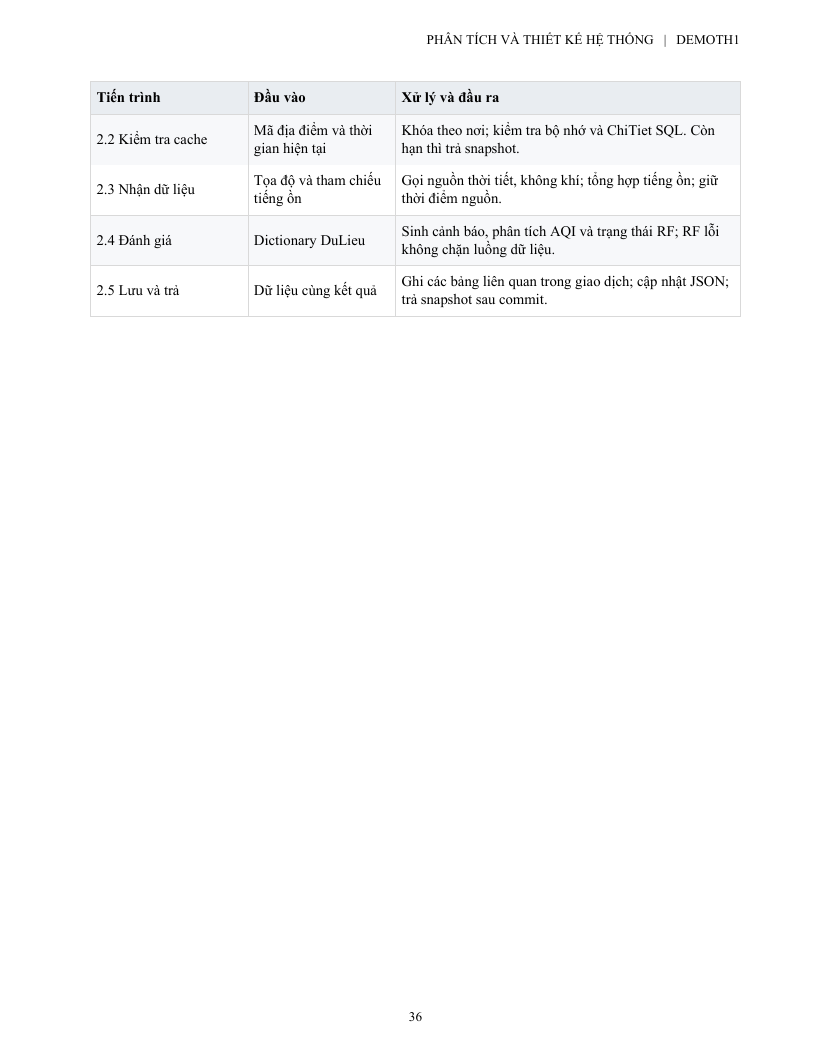 PHÂN TÍCH VÀ THIẾT KẾ HỆ THỐNG | DEMOTH1
Tiến trình
Đầu vào
Xử lý và đầu ra
2.2 Kiểm tra cache
Mã địa điểm và thời
gian hiện tại
Khóa theo nơi; kiểm tra bộ nhớ và ChiTiet SQL. Còn
hạn thì trả snapshot.
2.3 Nhận dữ liệu
Tọa độ và tham chiếu
tiếng ồn
Gọi nguồn thời tiết, không khí; tổng hợp tiếng ồn; giữ
thời điểm nguồn.
2.4 Đánh giá
Dictionary DuLieu
Sinh cảnh báo, phân tích AQI và trạng thái RF; RF lỗi
không chặn luồng dữ liệu.
2.5 Lưu và trả
Dữ liệu cùng kết quả
Ghi các bảng liên quan trong giao dịch; cập nhật JSON;
trả snapshot sau commit.
36